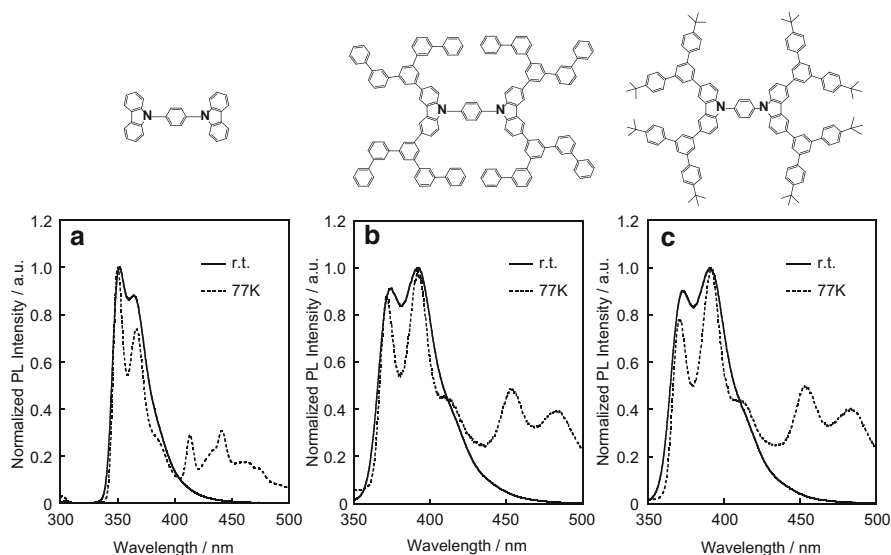 N N
N N
N N
a
r.t.
77K
Normalized PL Intensity / a.u.
1.2
1.0
0.8
0.6
0.4
0.2
0
300 350 400 450 500
Wavelength / nm
b
r.t.
77K
Normalized PL Intensity / a.u.
1.2
1.0
0.8
0.6
0.4
0.2
0
350 400 450 500
Wavelength / nm
c
r.t.
77K
Normalized PL Intensity / a.u.
1.2
1.0
0.8
0.6
0.4
0.2
0
350 400 450 500
Wavelength / nm